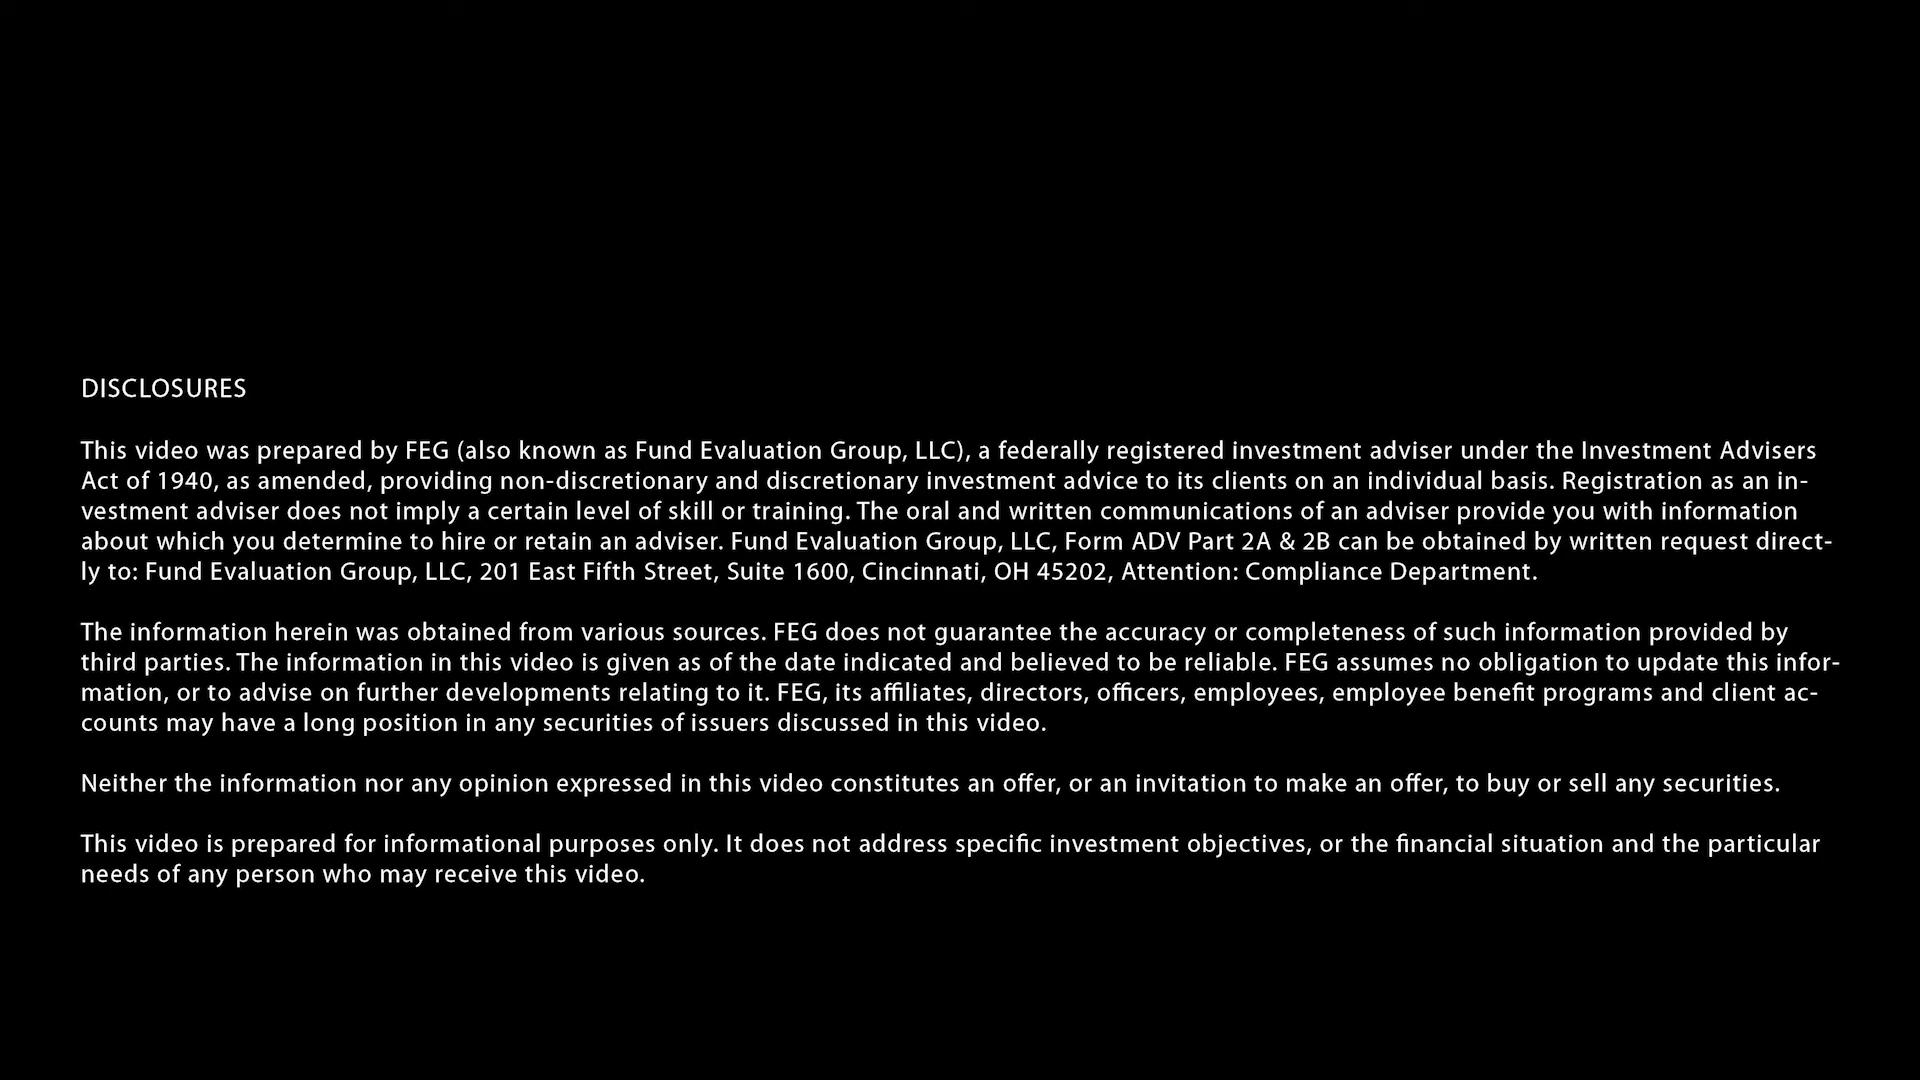 DISCLOSURES
This video was prepared by FEG (also known as Fund Evaluation Group, LLC), a federally registered investment adviser under the Investment Advisers
Act of 1940, as amended, providing non-discretionary and discretionary investment advice to its clients on an individual basis. Registration as an in-
vestment adviser does not imply a certain level of skill or training. The oral and written communications of an adviser provide you with information
about which you determine to hire or retain an adviser. Fund Evaluation Group, LLC, Form ADV Part 2A & 2B can be obtained by written request direct-
ly to: Fund Evaluation Group, LLC, 201 East Fifth Street, Suite 1600, Cincinnati, OH 45202, Attention: Compliance Department.
The information herein was obtained from various sources. FEG does not guarantee the accuracy or completeness of such information provided by
third parties. The information in this video is given as of the date indicated and believed to be reliable. FEG assumes no obligation to update this infor-
mation, or to advise on further developments relating to it. FEG, its affiliates, directors, officers, employees, employee benefit programs and client ac-
counts may have a long position in any securities of issuers discussed in this video.
Neither the information nor any opinion expressed in this video constitutes an offer, or an invitation to make an offer, to buy or sell any securities.
This video is prepared for informational purposes only. It does not address specific investment objectives, or the financial situation and the particular
needs of any person who may receive this video.